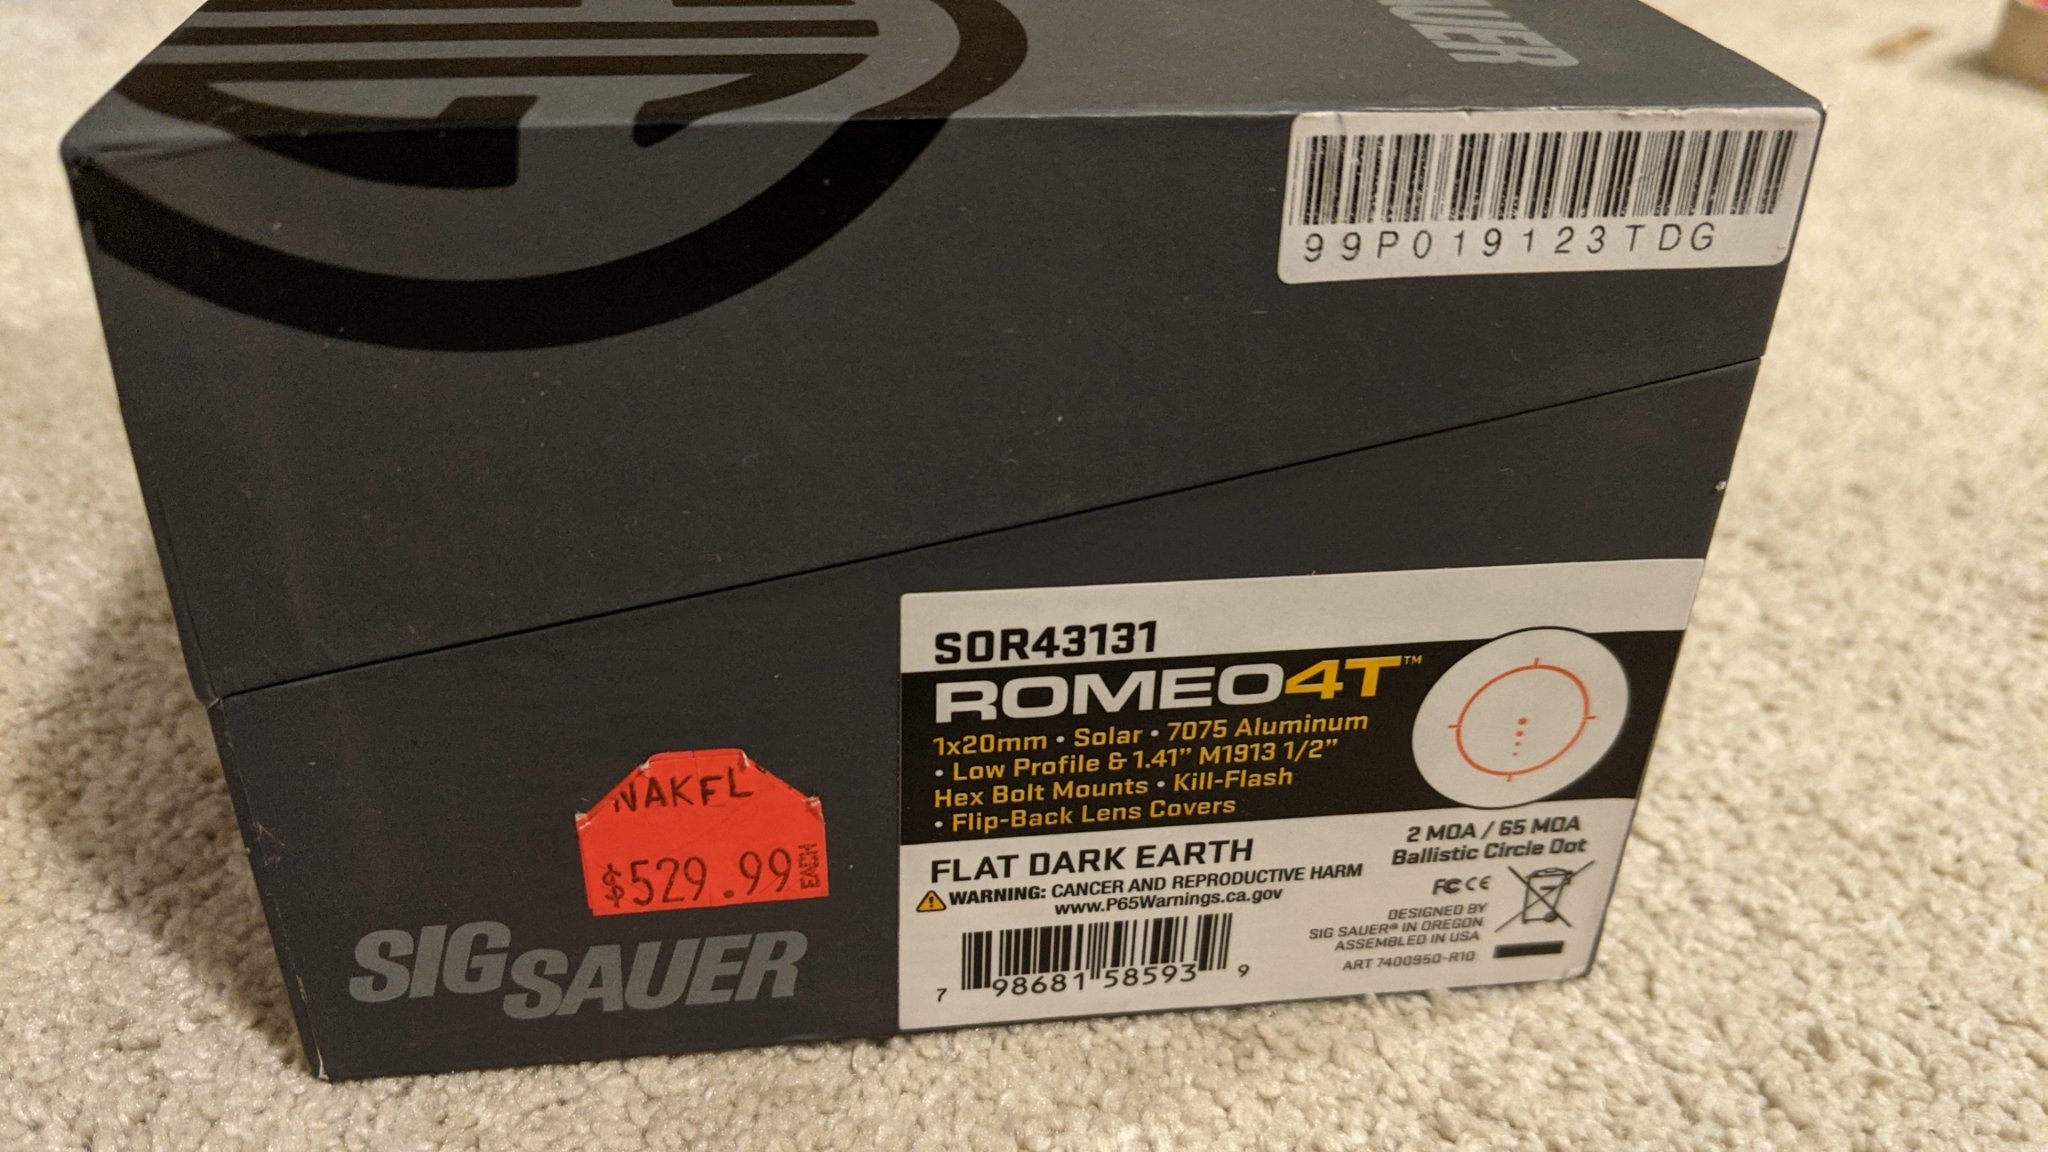 99P019123TDG
SOR43131
ROMEO4T™
1x20mm • Solar • 7075 Aluminum
• Low Profile & 1.41" M1913 1/2"
Hex Bolt Mounts • Kill-Flash
• Flip-Back Lens Covers
2 MOA / 65 MOA
Ballistic Circle Dot
FLAT DARK EARTH
WARNING: CANCER AND REPRODUCTIVE HARM
www.P65Warnings.ca.gov
FC CE
DESIGNED BY
SIG SAUER® IN OREGON
ASSEMBLED IN USA
ART 7400950-R10
7 98681 58593 9
WAKFL
$529.99 EACH
SIG SAUER